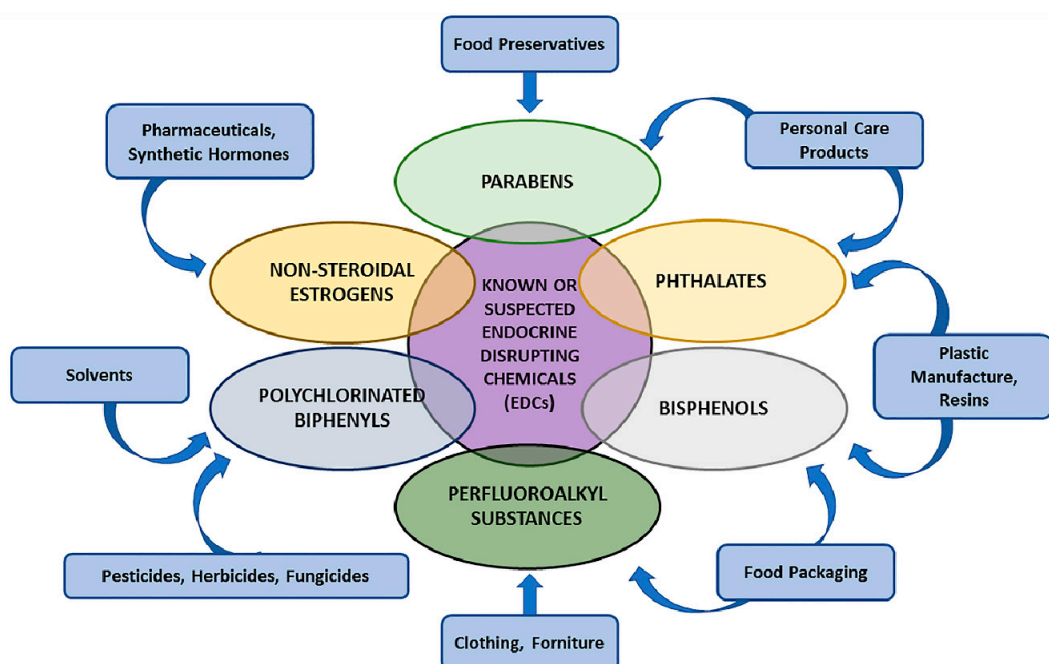 Food Preservatives
Pharmaceuticals,
Synthetic Hormones
Personal Care
Products
PARABENS
NON-STEROIDAL
ESTROGENS
KNOWN OR
SUSPECTED
ENDOCRINE
DISRUPTING
CHEMICALS
(EDCs)
PHTHALATES
Solvents
POLYCHLORINATED
BIPHENYLS
BISPHENOLS
Plastic
Manufacture,
Resins
PERFLUOROALKYL
SUBSTANCES
Pesticides, Herbicides, Fungicides
Food Packaging
Clothing, Forniture